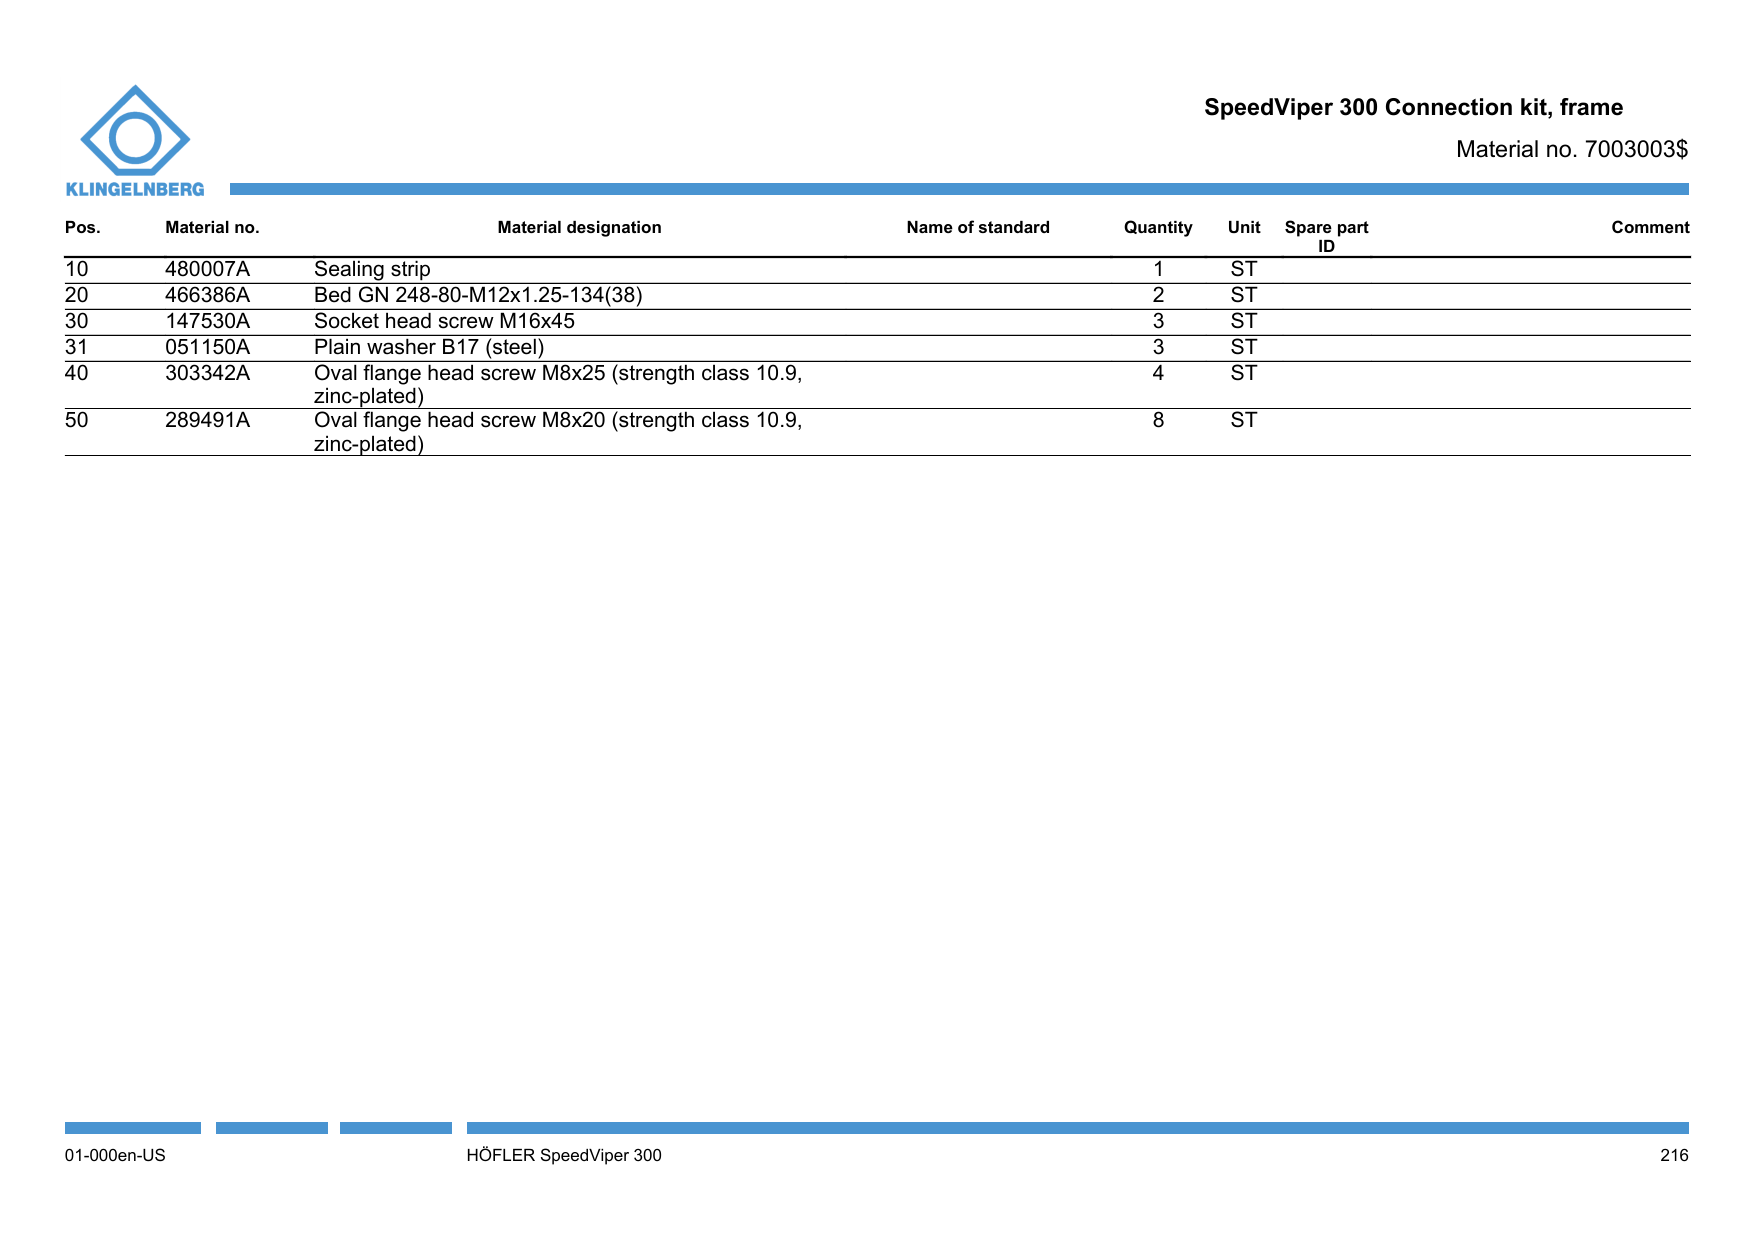 SpeedViper 300 Connection kit, frame
Material no. 7003003$
KLINGELNBERG
Pos. Material no. Material designation Name of standard Quantity Unit Spare part ID Comment
10 480007A Sealing strip 1 ST
20 466386A Bed GN 248-80-M12x1.25-134(38) 2 ST
30 147530A Socket head screw M16x45 3 ST
31 051150A Plain washer B17 (steel) 3 ST
40 303342A Oval flange head screw M8x25 (strength class 10.9, 4 ST
zinc-plated)
50 289491A Oval flange head screw M8x20 (strength class 10.9, 8 ST
zinc-plated)
01-000en-US HÖFLER SpeedViper 300 216